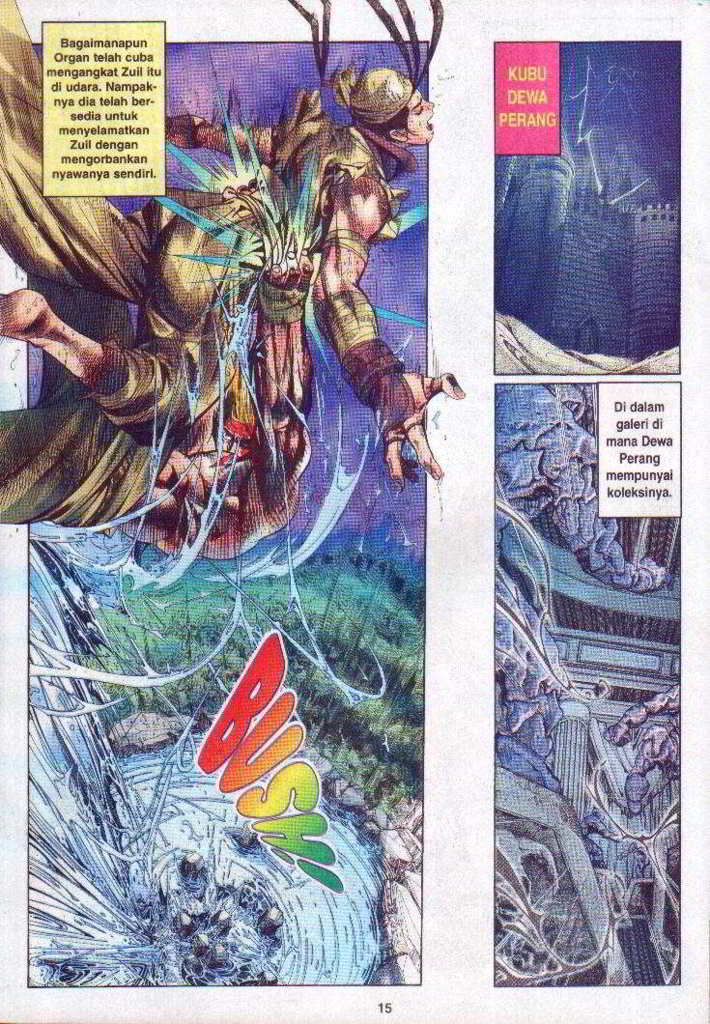 Bagaimanapun
Organ telah cuba
mengangkat Zuil itu
di udara. Nampak-
nya dia telah ber-
sedia untuk
menyelamatkan
Zuil dengan
mengorbankan
nyawanya sendiri.
KUBU
DEWA
PERANG
Di dalam
galeri di
mana Dewa
Perang
mempunyai
koleksinya.
BUSH!
15